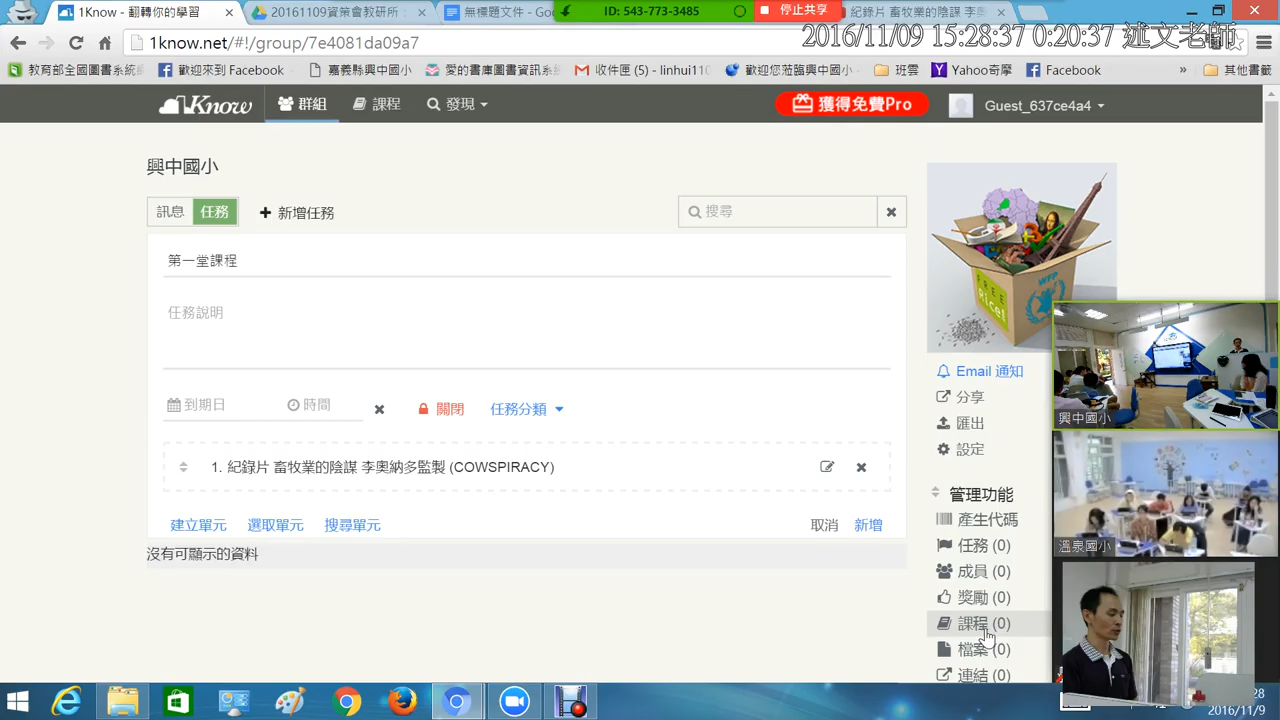 1Know - 翻轉你的學習
20161109資策會教研所
無標題文件 - Goo
ID: 543-773-3485
停止共享
紀錄片 畜牧業的陰謀 李奧
1know.net/#!/group/7e4081da09a7
2016/11/09 15:28:37 0:20:37 述文老師
教育部全國圖書系統
歡迎來到 Facebook
嘉義縣興中國小
愛的書庫圖書資訊系
收件匣 (5) - linhui110
歡迎您蒞臨興中國小
班雲
Yahoo奇摩
Facebook
»
其他書籤
1Know
群組
課程
發現
獲得免費Pro
Guest_637ce4a4
興中國小
訊息
任務
新增任務
搜尋
第一堂課程
任務說明
到期日
時間
關閉
任務分類
1. 紀錄片 畜牧業的陰謀 李奧納多監製 (COWSPIRACY)
建立單元
選取單元
搜尋單元
取消
新增
沒有可顯示的資料
WFP
FREE
Rice!
Email 通知
分享
匯出
設定
管理功能
產生代碼
任務 (0)
成員 (0)
獎勵 (0)
課程 (0)
檔案 (0)
連結 (0)
興中國小
溫泉國小
28
2016/11/9